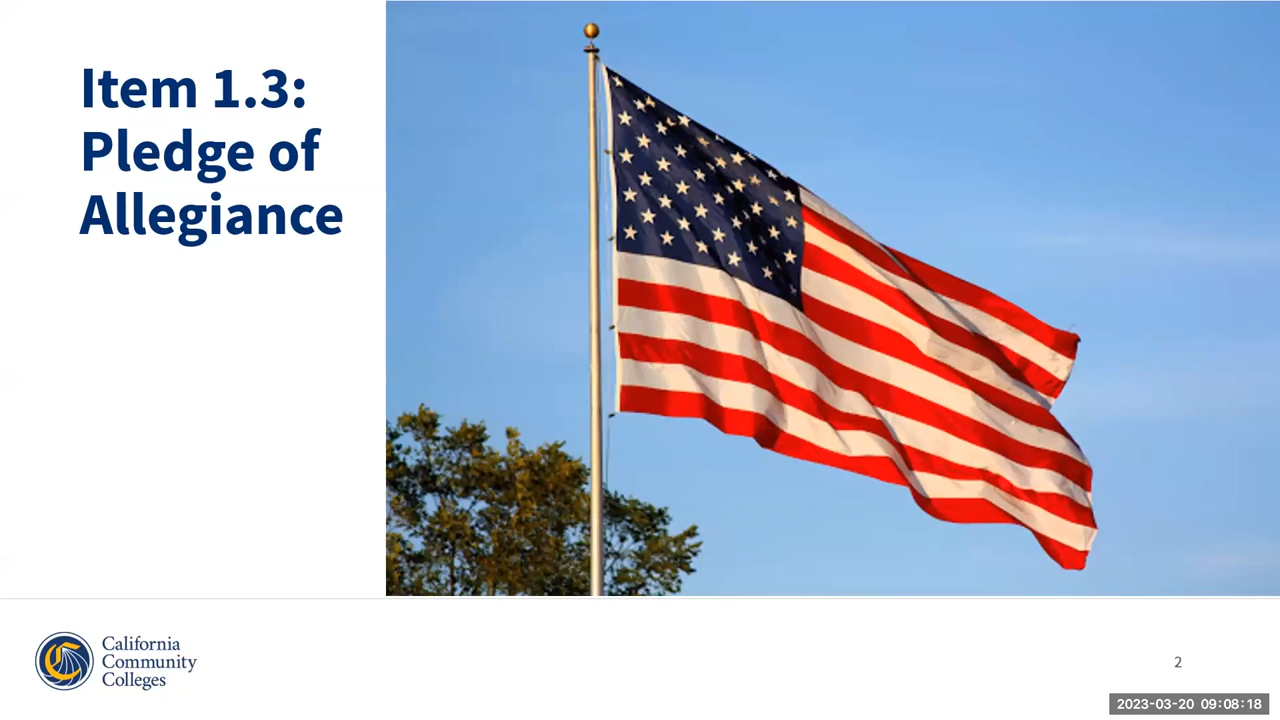 Item 1.3:
Pledge of
Allegiance
California
Community
Colleges
2
2023-03-20 09:08:18